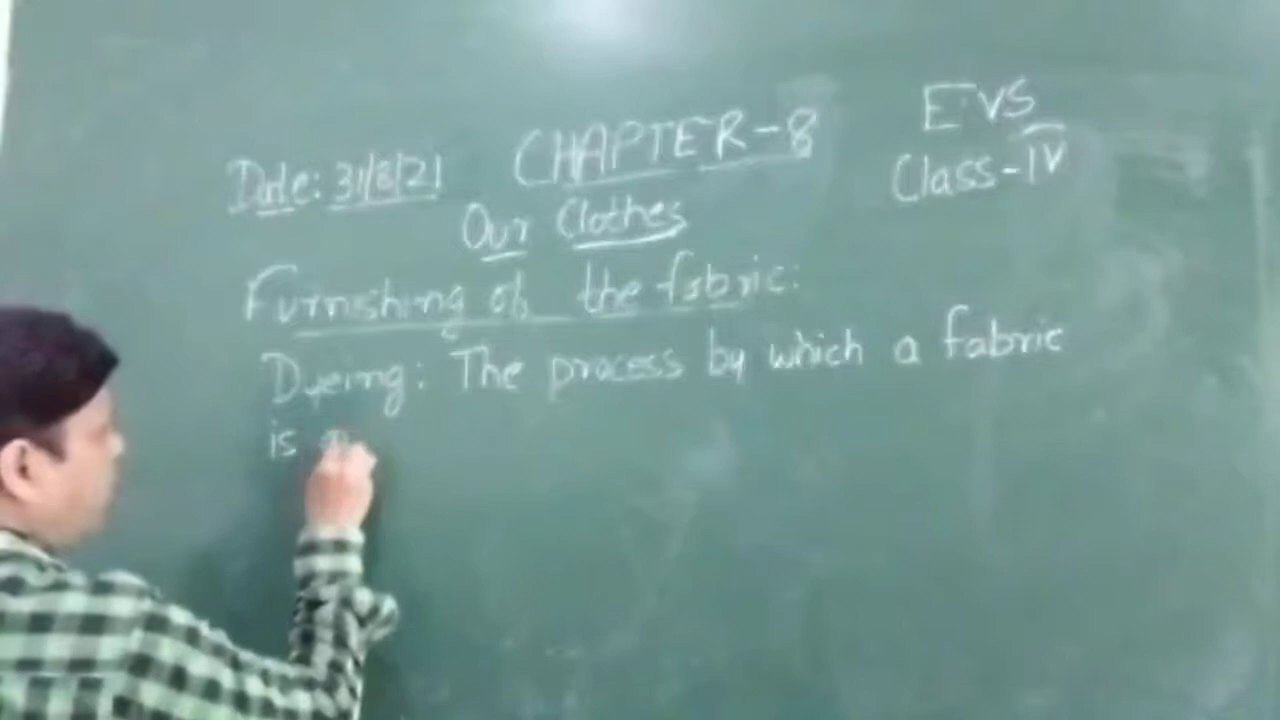 EVS
Date: 31/8/21 CHAPTER-8
Class-IV
Our Clothes
Furnishing of the fabric:
Dyeing: The process by which a fabric
is